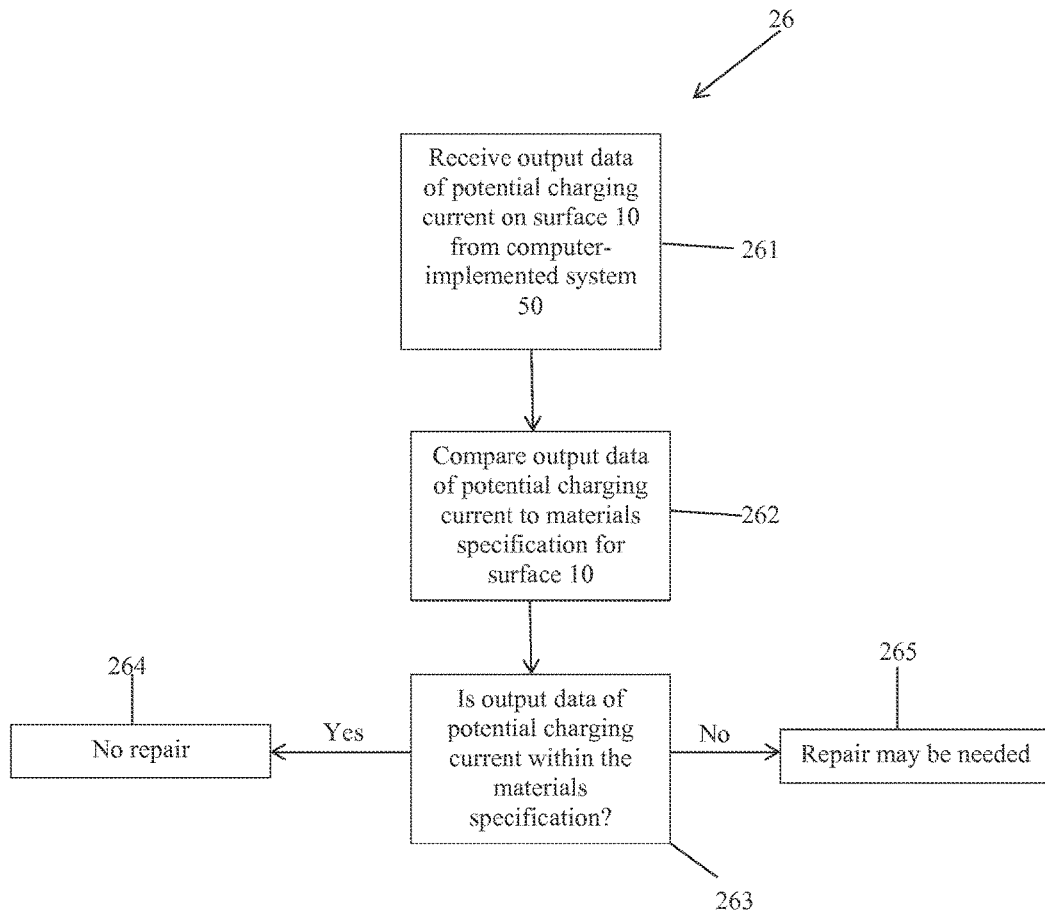 26
Receive output data
of potential charging
current on surface 10
from computer-
implemented system
50
261
Compare output data
of potential charging
current to materials
specification for
surface 10
262
264
265
Is output data of
potential charging
current within the
materials
specification?
Yes
No
No repair
Repair may be needed
263